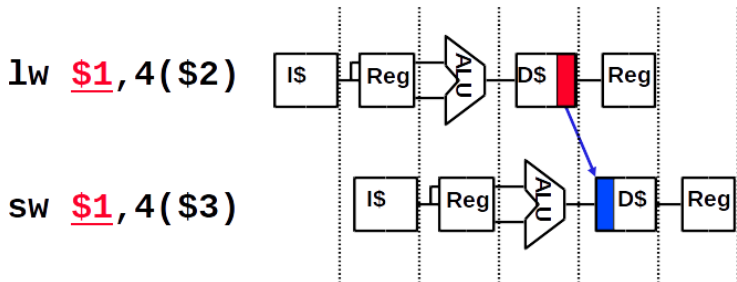 lw $1,4($2) I$ Reg ALU D$ Reg
sw $1,4($3) I$ Reg ALU D$ Reg